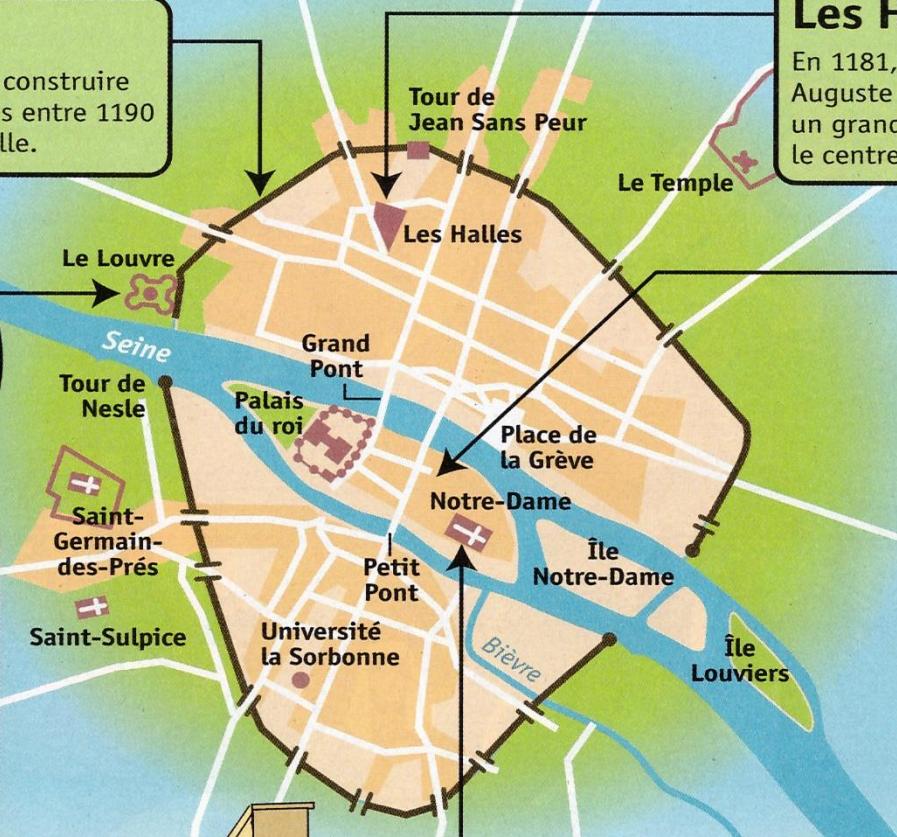 construire
s entre 1190
lle.
Les H
En 1181,
Auguste
un grand
le centre
Tour de
Jean Sans Peur
Le Temple
Les Halles
Le Louvre
Seine
Grand
Pont
Tour de
Nesle
Palais
du roi
Place de
la Grève
Notre-Dame
Saint-
Germain-
des-Prés
Île
Notre-Dame
Petit
Pont
Saint-Sulpice
Université
la Sorbonne
Bièvre
Île
Louviers